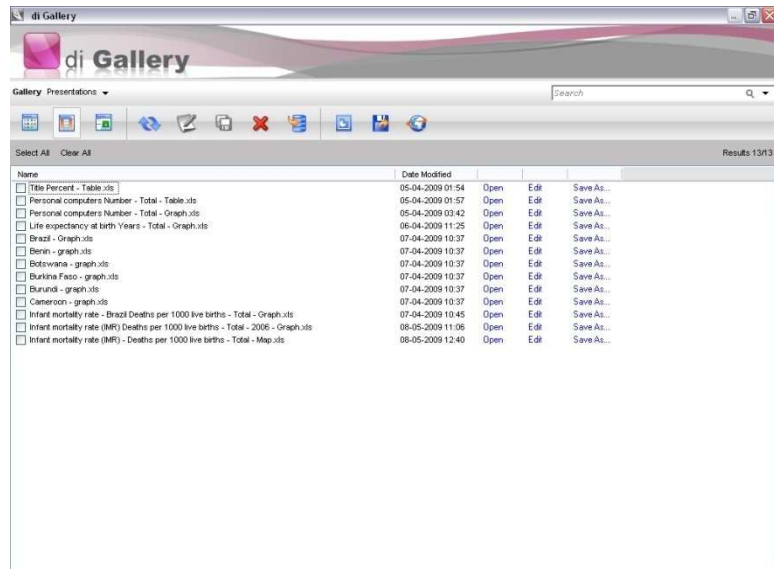 di Gallery
di Gallery
Gallery Presentations
Search
Select All Clear All Results 13/13
Name Date Modified
Title Percent - Table.xls 05-04-2009 01:54 Open Edit Save As...
Personal computers Number - Total - Table.xls 05-04-2009 01:57 Open Edit Save As...
Personal computers Number - Total - Graph.xls 05-04-2009 03:42 Open Edit Save As...
Life expectancy at birth Years - Total - Graph.xls 06-04-2009 11:25 Open Edit Save As...
Brazil - Graph.xls 07-04-2009 10:37 Open Edit Save As...
Benin - graph.xls 07-04-2009 10:37 Open Edit Save As...
Botswana - graph.xls 07-04-2009 10:37 Open Edit Save As...
Burkina Faso - graph.xls 07-04-2009 10:37 Open Edit Save As...
Burundi - graph.xls 07-04-2009 10:37 Open Edit Save As...
Cameroon - graph.xls 07-04-2009 10:37 Open Edit Save As...
Infant mortality rate - Brazil Deaths per 1000 live births - Total - Graph.xls 07-04-2009 10:45 Open Edit Save As...
Infant mortality rate (IMR) Deaths per 1000 live births - Total - 2006 - Graph.xls 08-05-2009 11:06 Open Edit Save As...
Infant mortality rate (IMR) - Deaths per 1000 live births - Total - Map.xls 08-05-2009 12:40 Open Edit Save As...